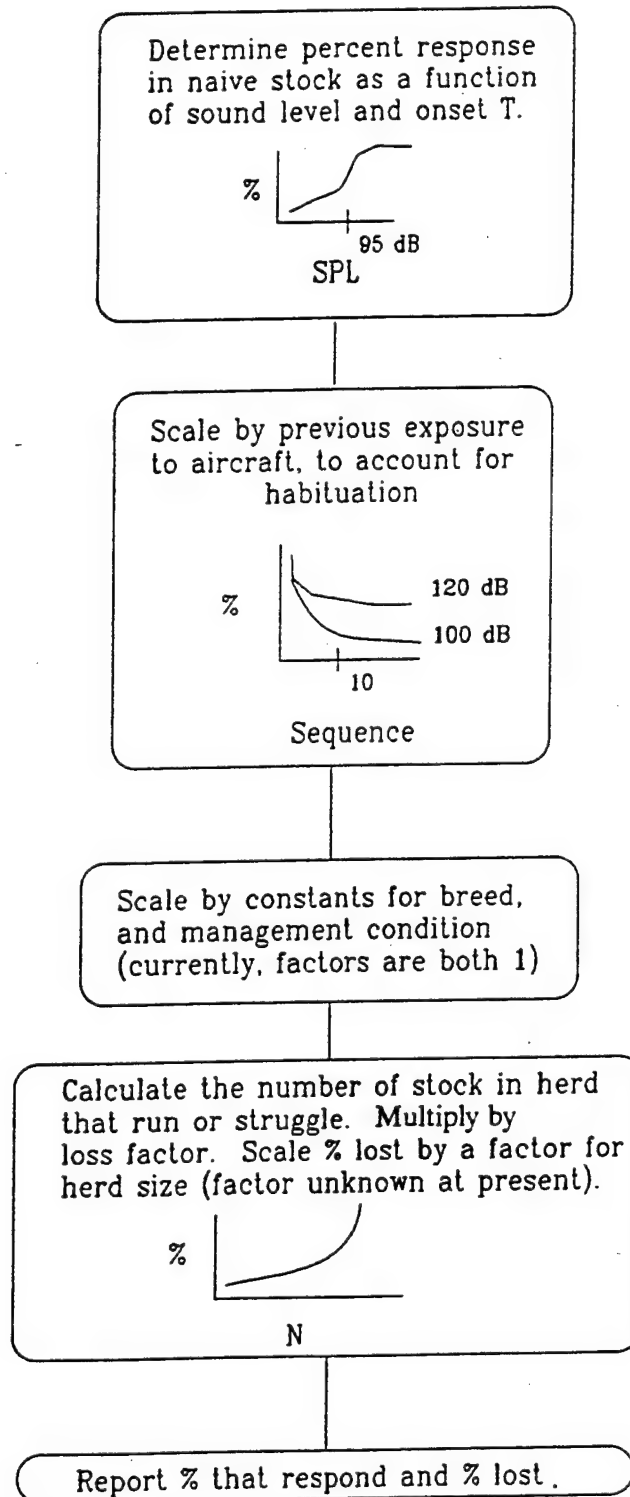 Determine percent response
in naive stock as a function
of sound level and onset T.
%
95 dB
SPL
Scale by previous exposure
to aircraft, to account for
habituation
120 dB
%
100 dB
10
Sequence
Scale by constants for breed,
and management condition
(currently, factors are both 1)
Calculate the number of stock in herd
that run or struggle. Multiply by
loss factor. Scale % lost by a factor for
herd size (factor unknown at present).
%
N
Report % that respond and % lost.